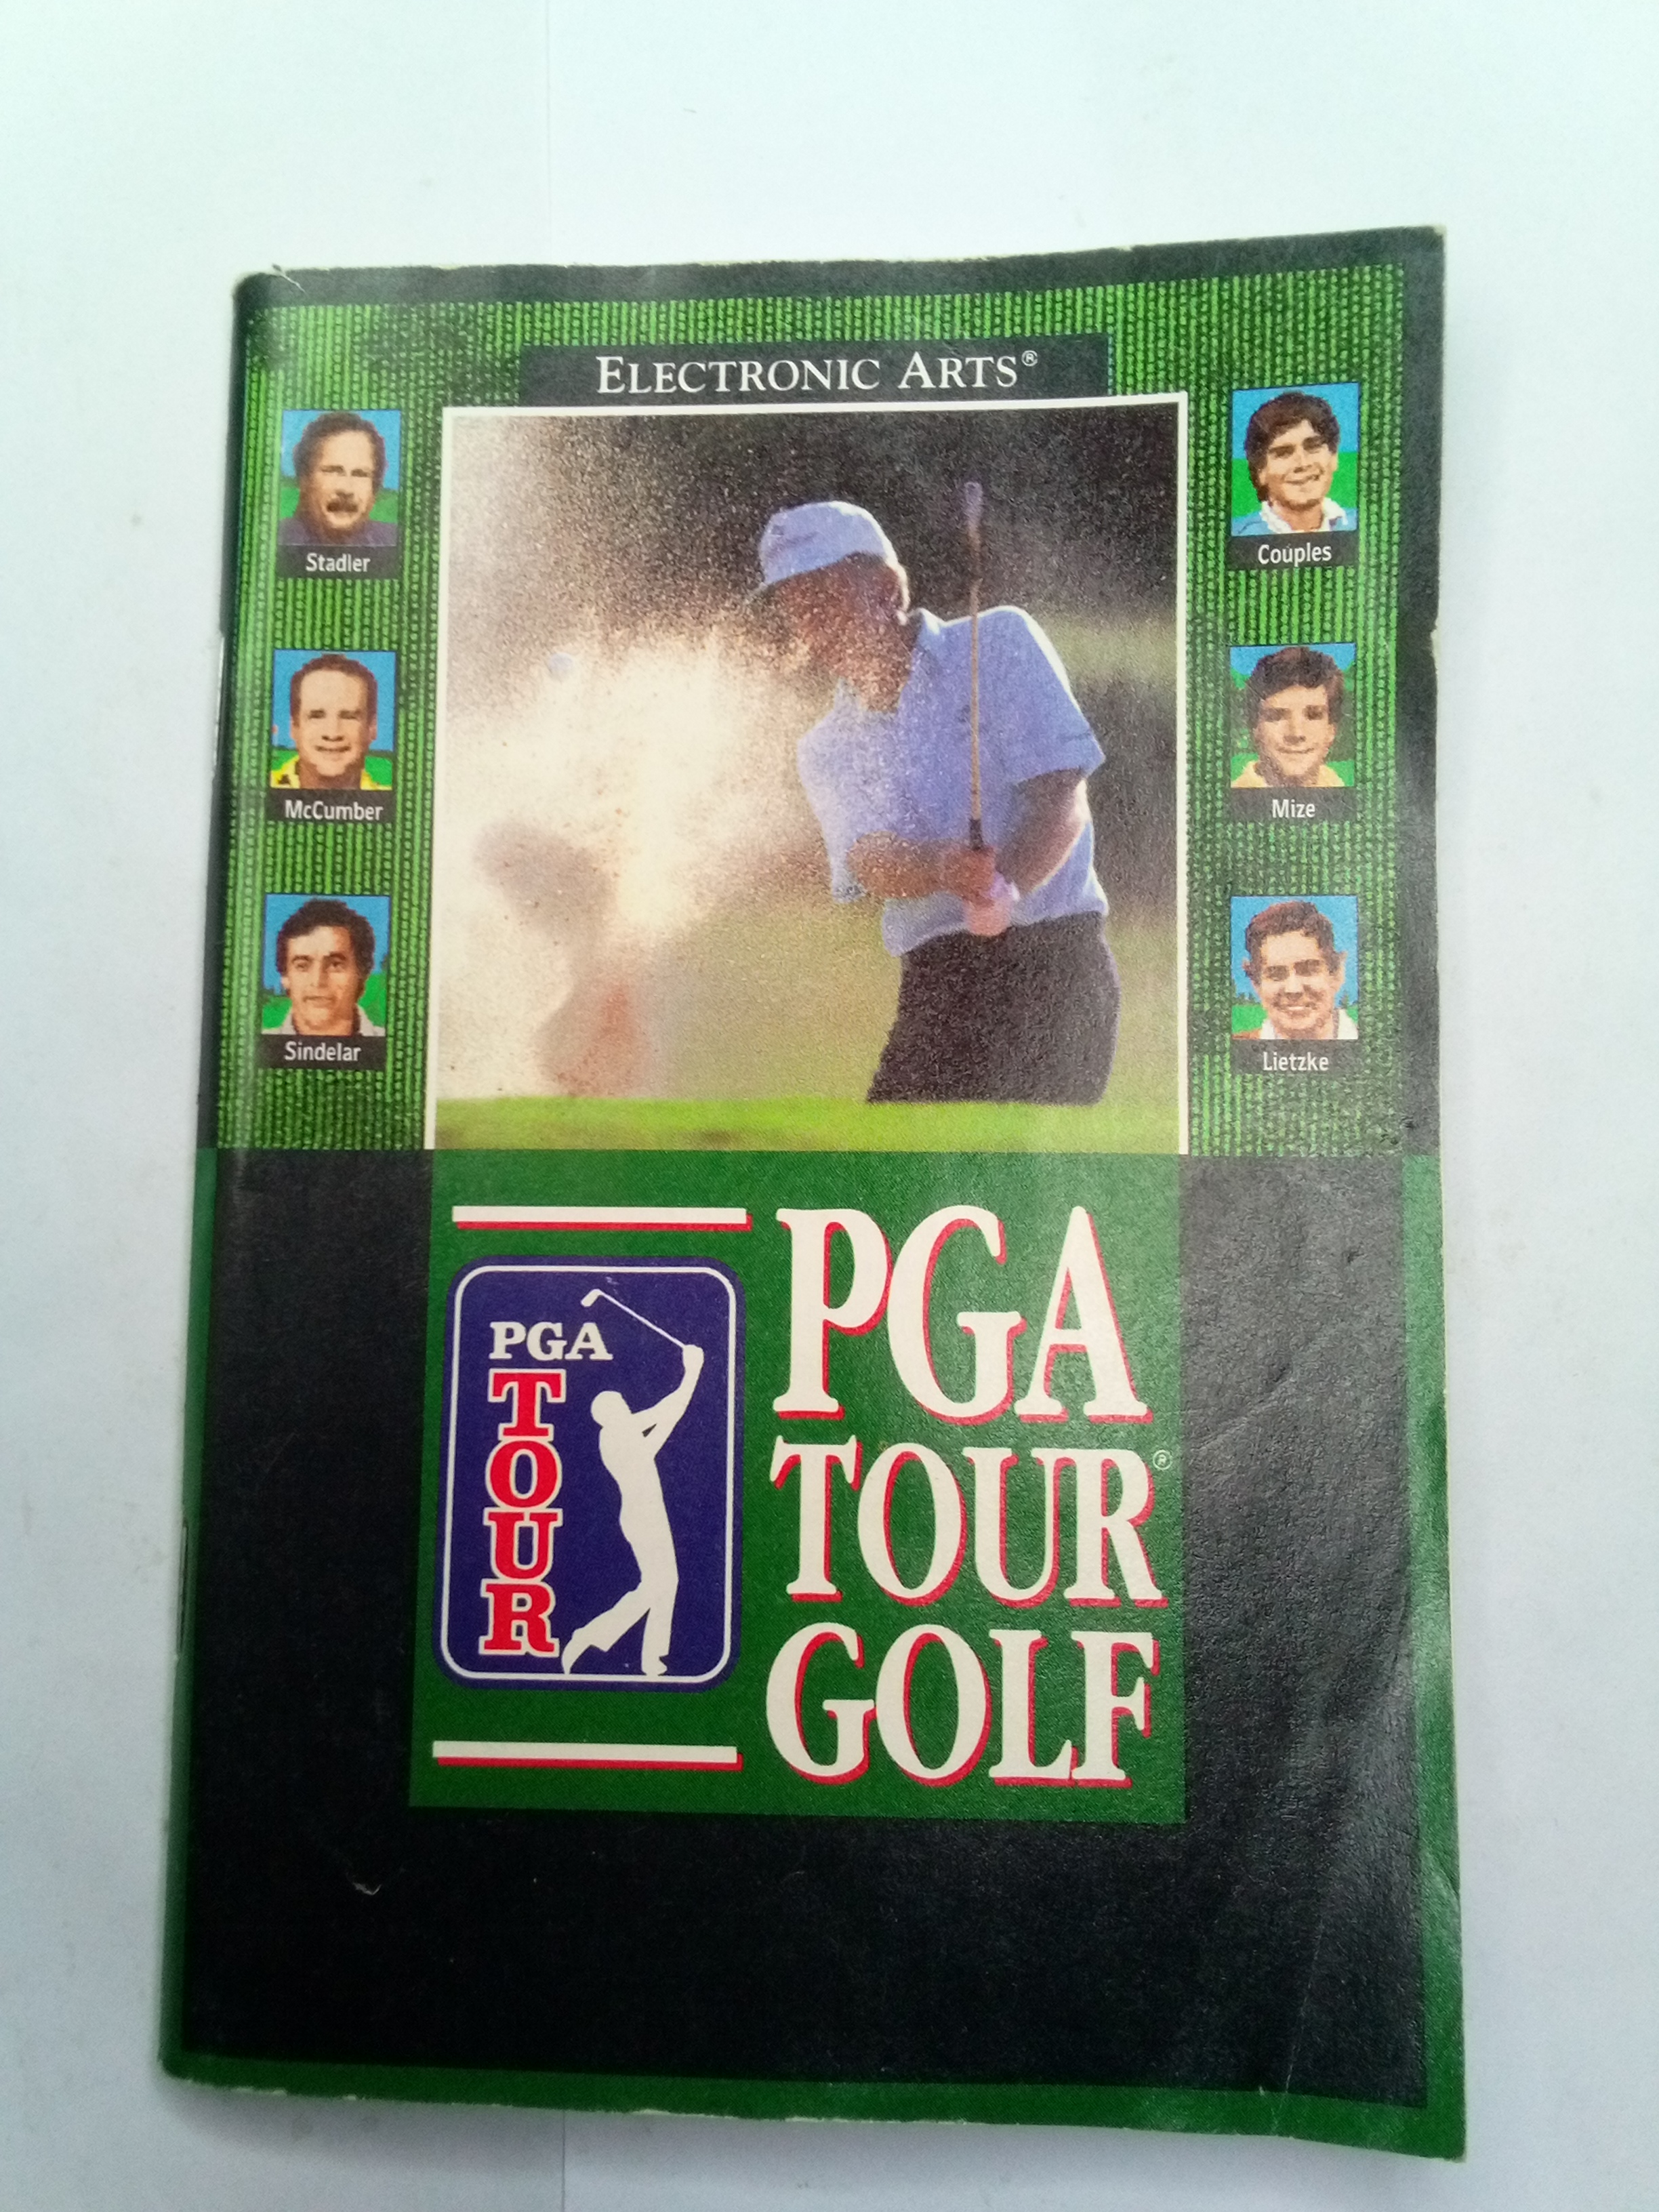 ELECTRONIC ARTS®
Stadler
McCumber
Sindelar
Couples
Mize
Lietzke
PGA
TOUR
PGA
TOUR®
GOLF